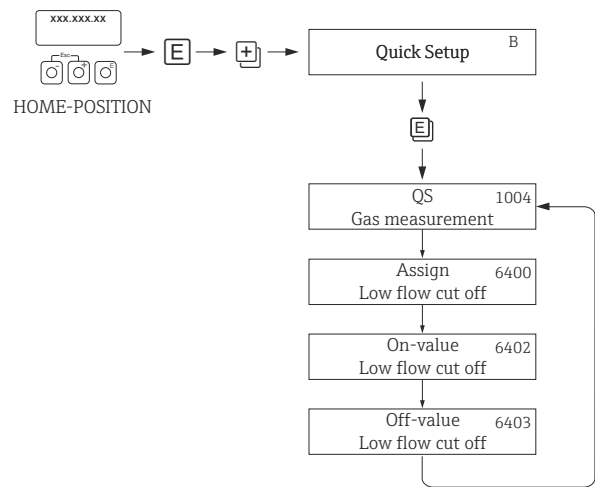 xxx.xxx.xx
Esc
- + E
HOME-POSITION
E
+
B
Quick Setup
E
QS 1004
Gas measurement
Assign 6400
Low flow cut off
On-value 6402
Low flow cut off
Off-value 6403
Low flow cut off